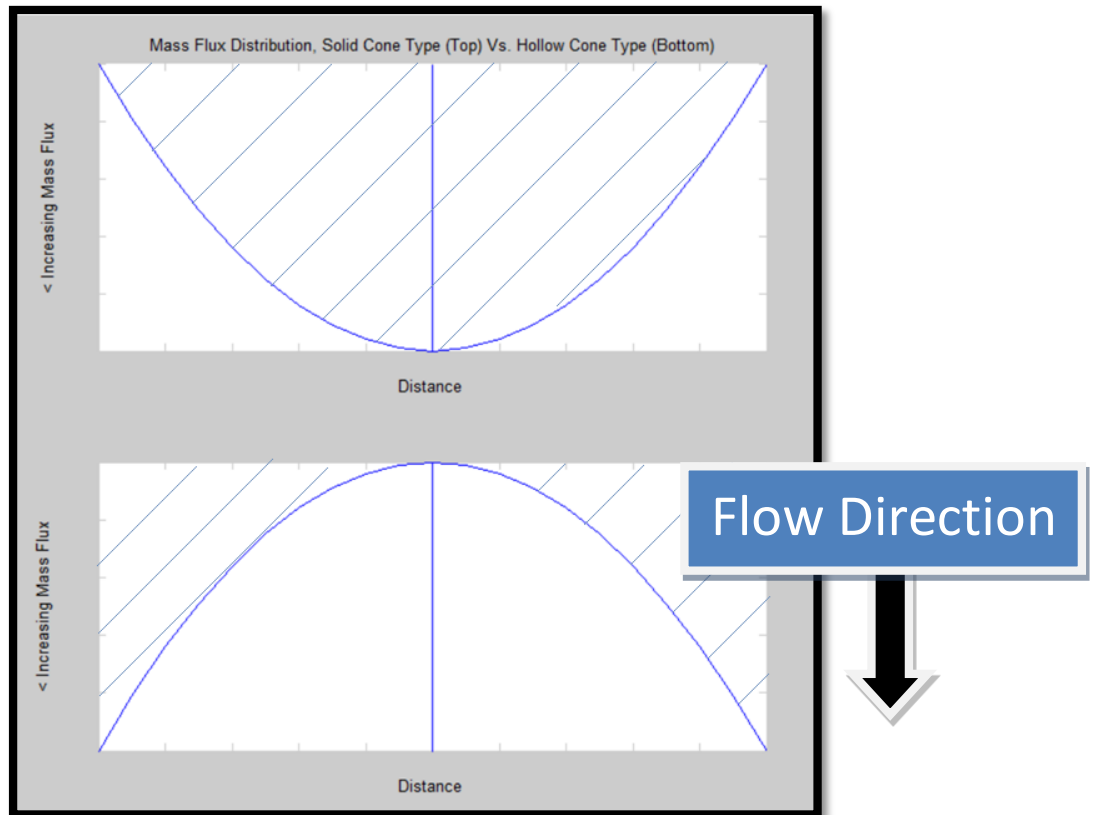 Mass Flux Distribution, Solid Cone Type (Top) Vs. Hollow Cone Type (Bottom)
< Increasing Mass Flux
Distance
< Increasing Mass Flux
Distance
Flow Direction